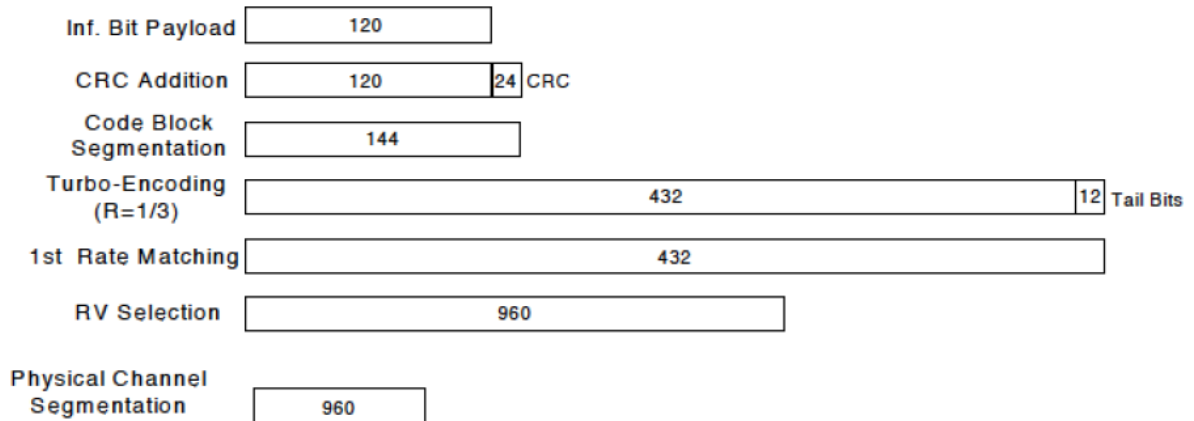 Inf. Bit Payload 120
CRC Addition 120 24 CRC
Code Block
Segmentation 144
Turbo-Encoding
(R=1/3) 432 12 Tail Bits
1st Rate Matching 432
RV Selection 960
Physical Channel
Segmentation 960